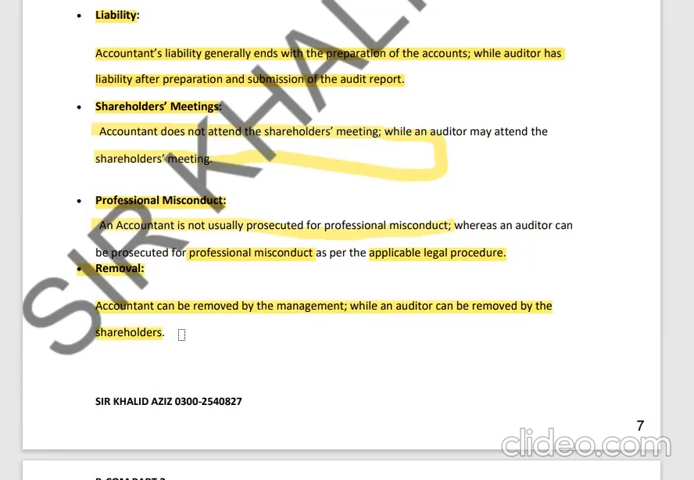 • Liability:
Accountant's liability generally ends with the preparation of the accounts; while auditor has
liability after preparation and submission of the audit report.
• Shareholders' Meetings:
Accountant does not attend the shareholders' meeting; while an auditor may attend the
shareholders' meeting.
• Professional Misconduct:
An Accountant is not usually prosecuted for professional misconduct; whereas an auditor can
be prosecuted for professional misconduct as per the applicable legal procedure.
• Removal:
Accountant can be removed by the management; while an auditor can be removed by the
shareholders.
SIR KHALI
SIR KHALID AZIZ 0300-2540827
7
clideo.com